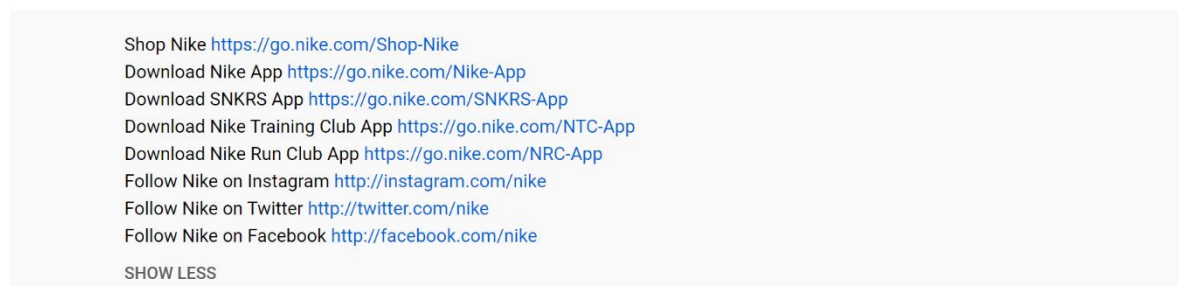 Shop Nike https://go.nike.com/Shop-Nike
Download Nike App https://go.nike.com/Nike-App
Download SNKRS App https://go.nike.com/SNKRS-App
Download Nike Training Club App https://go.nike.com/NTC-App
Download Nike Run Club App https://go.nike.com/NRC-App
Follow Nike on Instagram http://instagram.com/nike
Follow Nike on Twitter http://twitter.com/nike
Follow Nike on Facebook http://facebook.com/nike
SHOW LESS